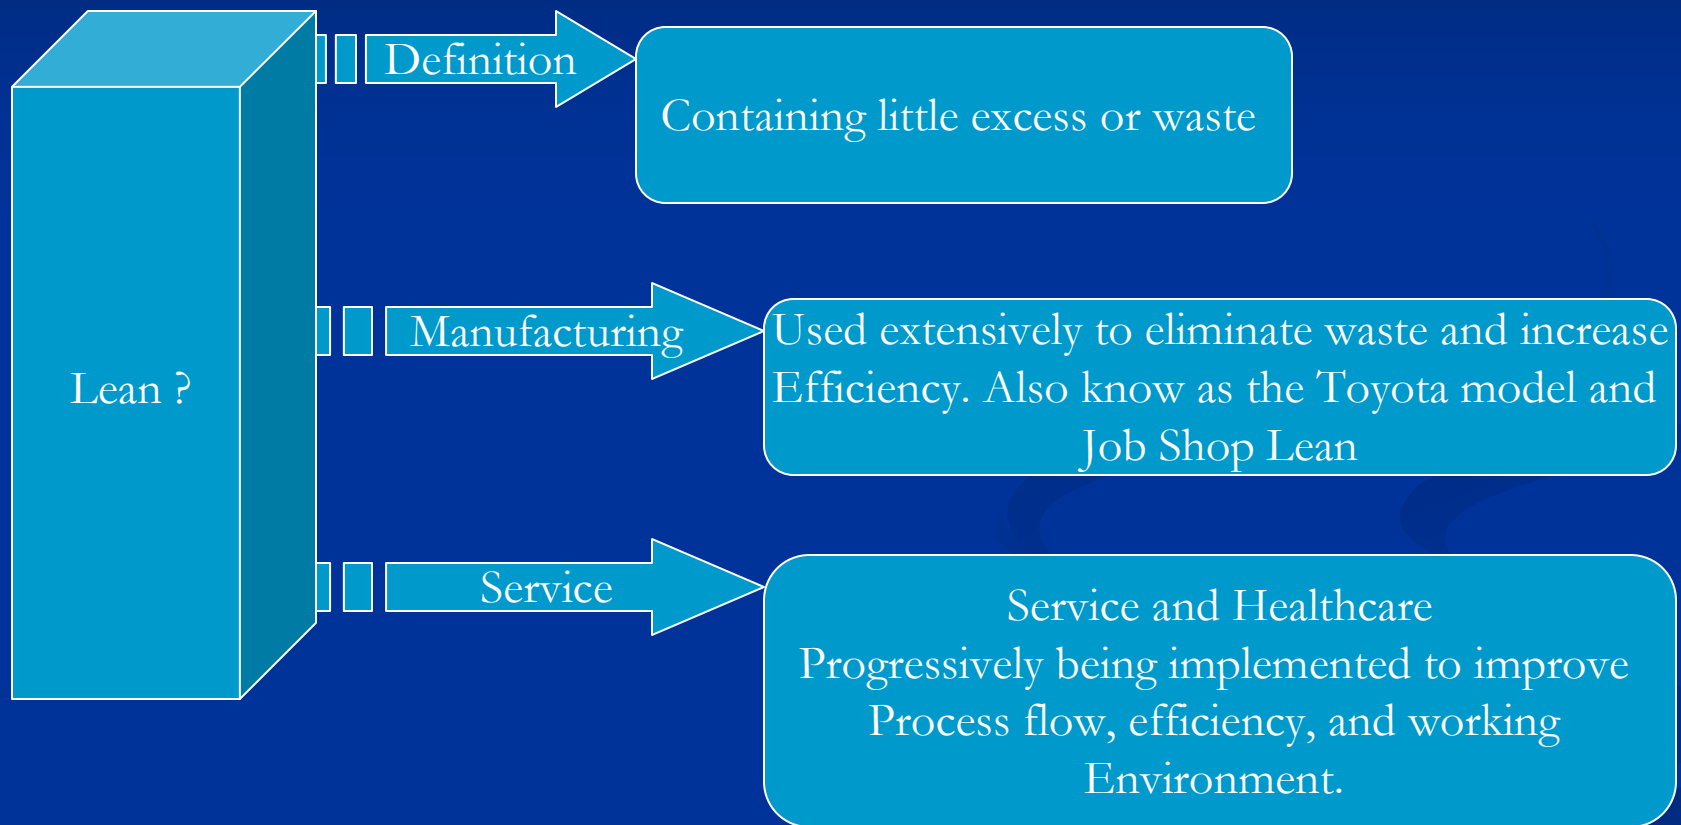 Lean ?
Definition
Containing little excess or waste
Manufacturing
Used extensively to eliminate waste and increase
Efficiency. Also know as the Toyota model and
Job Shop Lean
Service
Service and Healthcare
Progressively being implemented to improve
Process flow, efficiency, and working
Environment.